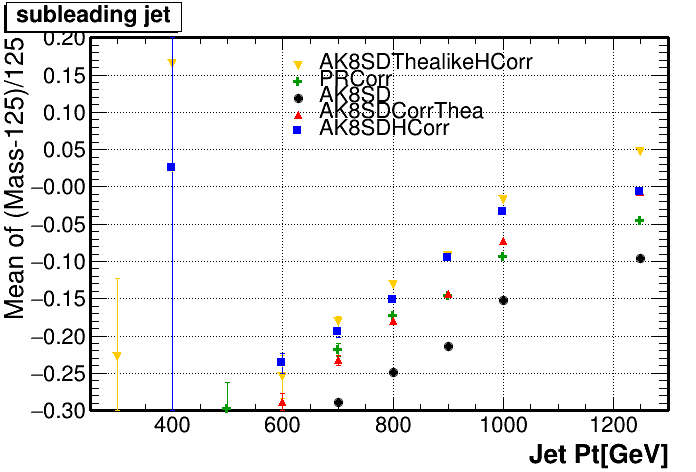 subleading jet
Mean of (Mass-125)/125
0.20
0.15
0.10
0.05
−0.00
−0.05
−0.10
−0.15
−0.20
−0.25
−0.30
AK8SDThealikeHCorr
PRCorr
AK8SD
AK8SDCorrThea
AK8SDHCorr
400 600 800 1000 1200
Jet Pt[GeV]